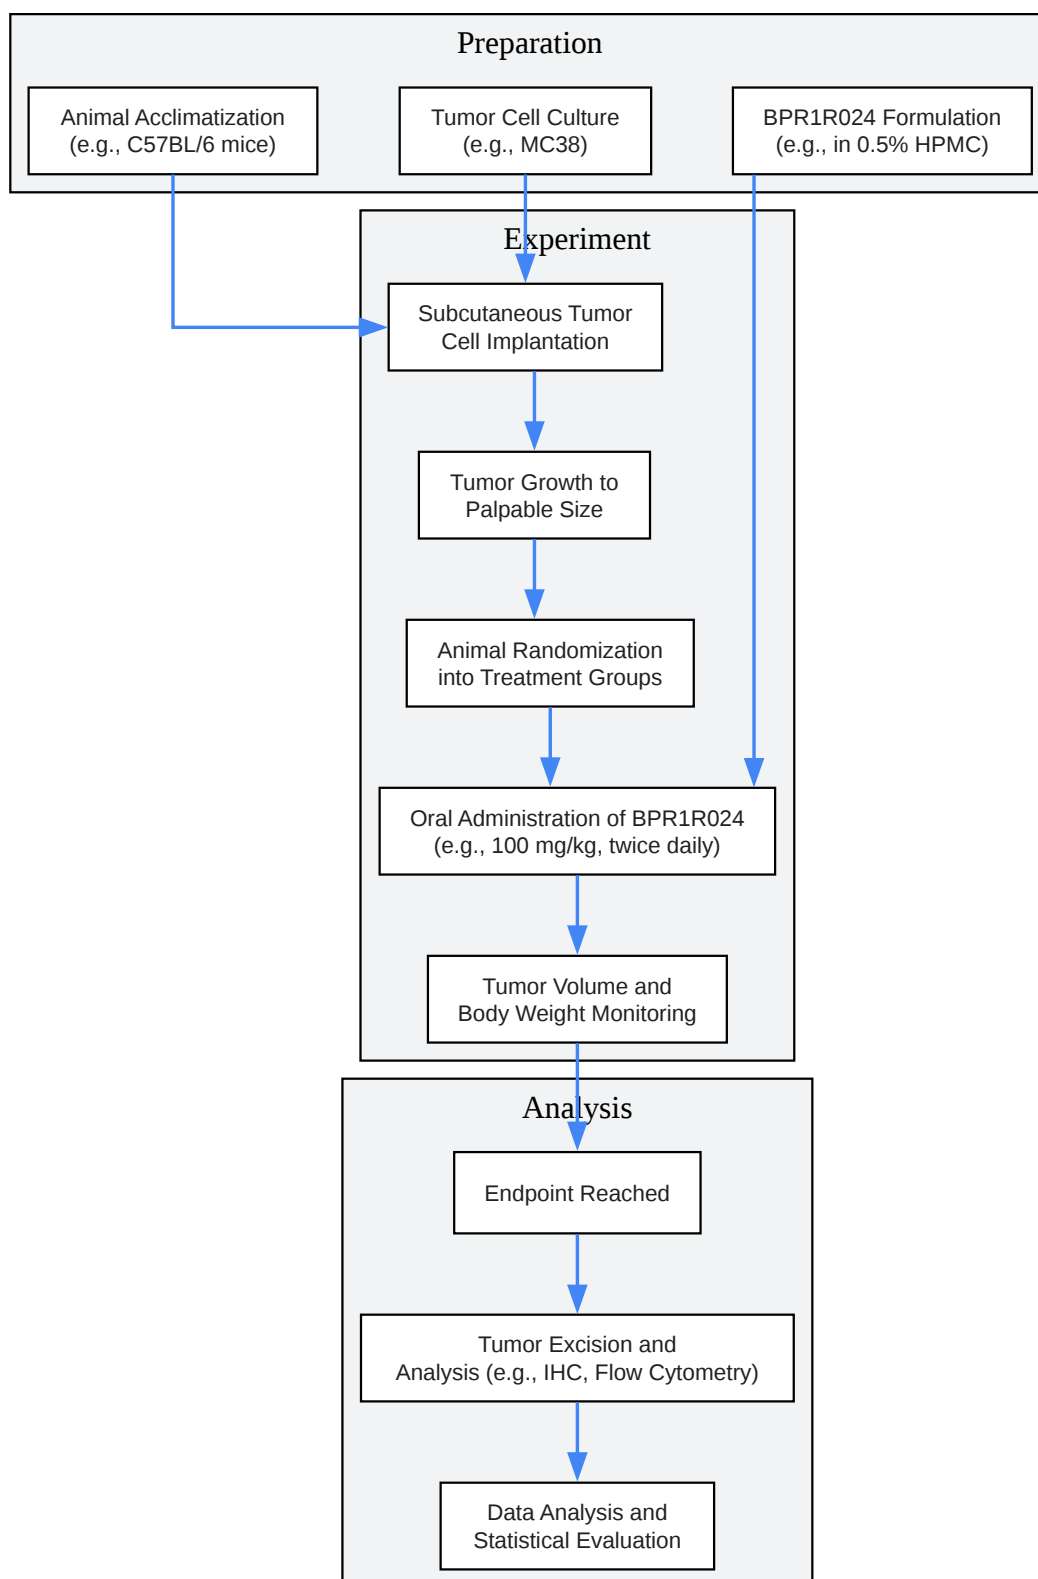 Preparation
Animal Acclimatization
(e.g., C57BL/6 mice)
Tumor Cell Culture
(e.g., MC38)
BPR1R024 Formulation
(e.g., in 0.5% HPMC)
Experiment
Subcutaneous Tumor
Cell Implantation
Tumor Growth to
Palpable Size
Animal Randomization
into Treatment Groups
Oral Administration of BPR1R024
(e.g., 100 mg/kg, twice daily)
Tumor Volume and
Body Weight Monitoring
Analysis
Endpoint Reached
Tumor Excision and
Analysis (e.g., IHC, Flow Cytometry)
Data Analysis and
Statistical Evaluation